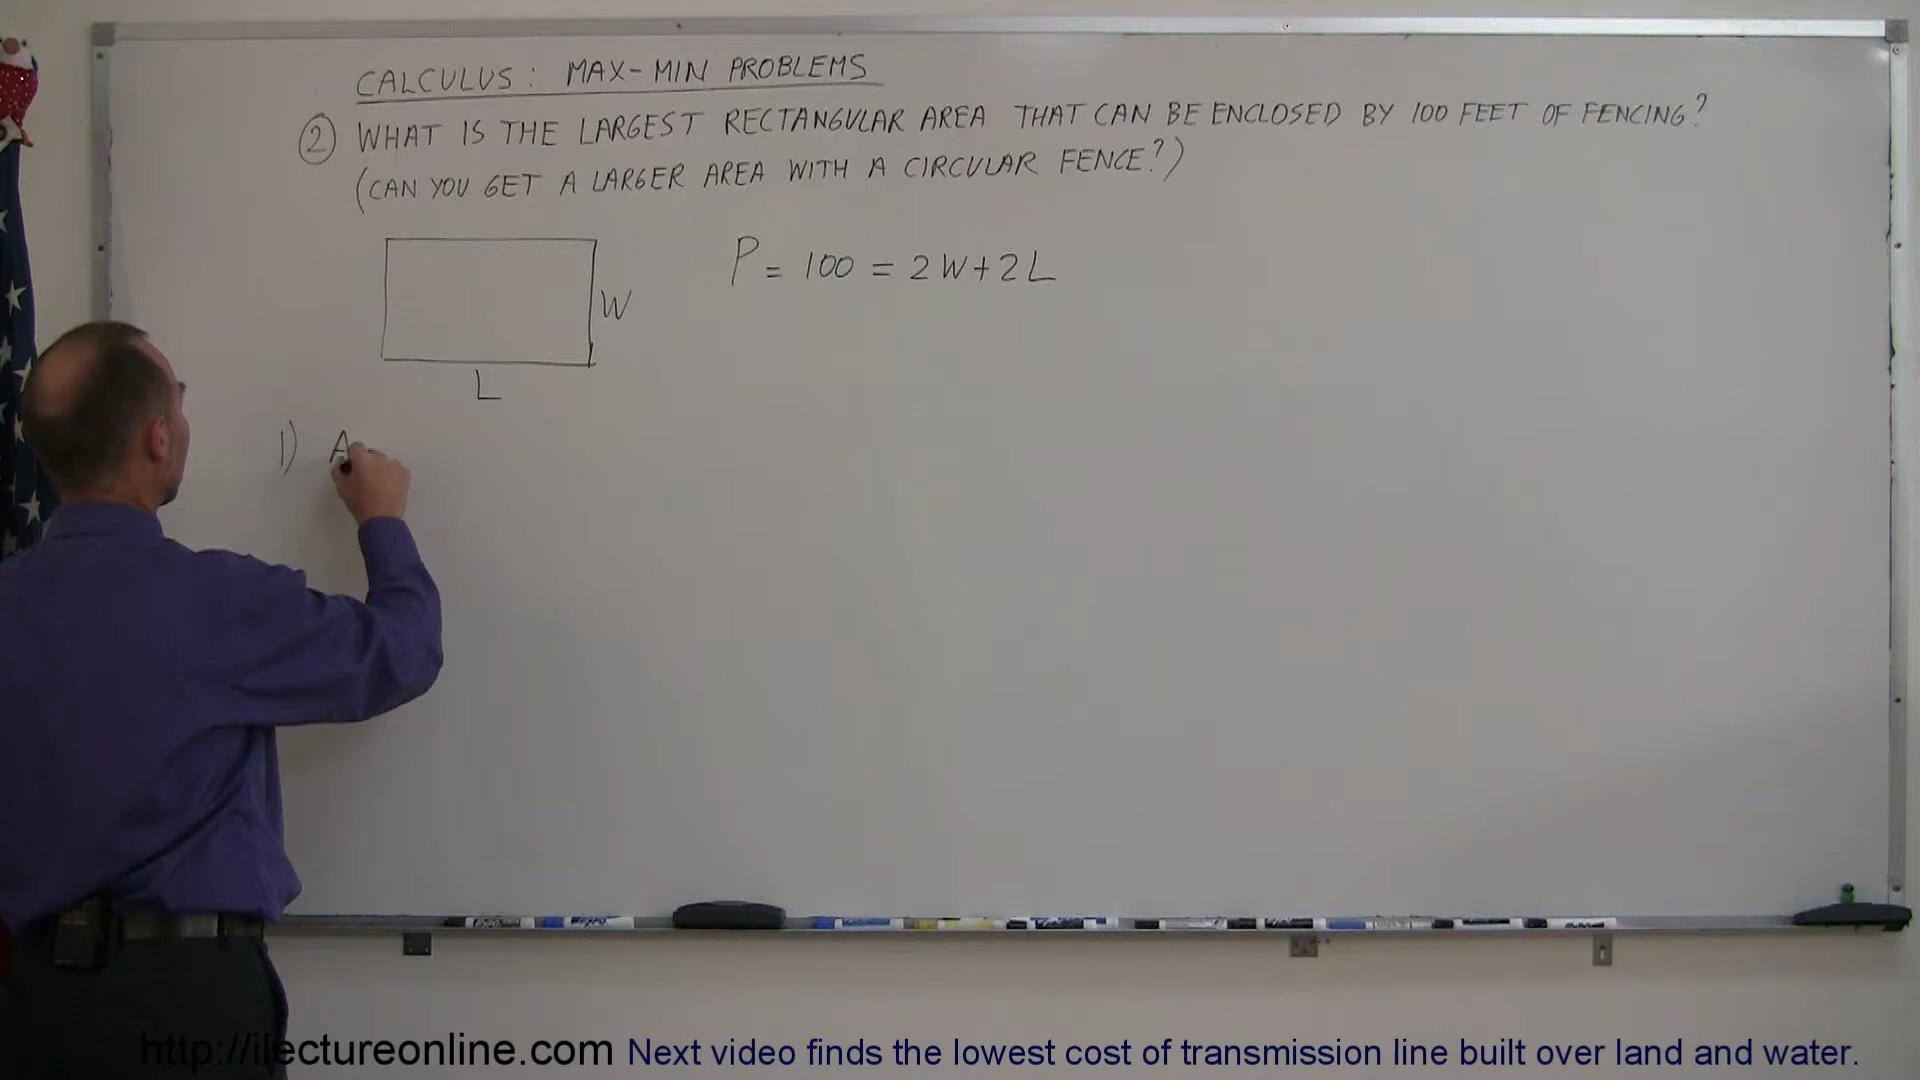 CALCULUS: MAX-MIN PROBLEMS
② WHAT IS THE LARGEST RECTANGULAR AREA THAT CAN BE ENCLOSED BY 100 FEET OF FENCING?
(CAN YOU GET A LARGER AREA WITH A CIRCULAR FENCE?)
P = 100 = 2W+2L
W
L
1) A
http://ilectureonline.com Next video finds the lowest cost of transmission line built over land and water.